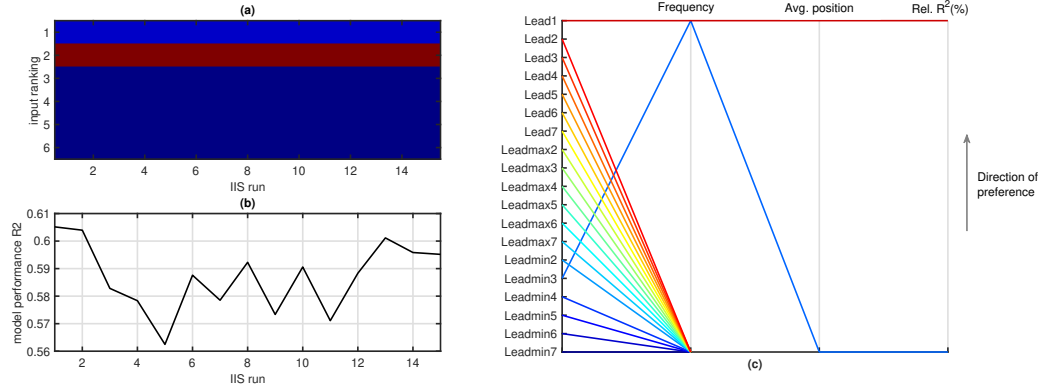 (a)
input ranking
1
2
3
4
5
6
2 4 6 8 10 12 14
IIS run
(b)
model performance R2
0.61
0.6
0.59
0.58
0.57
0.56
2 4 6 8 10 12 14
IIS run
Frequency Avg. position Rel. R²(%)
Lead1
Lead2
Lead3
Lead4
Lead5
Lead6
Lead7
Leadmax2
Leadmax3
Leadmax4
Leadmax5
Leadmax6
Leadmax7
Leadmin2
Leadmin3
Leadmin4
Leadmin5
Leadmin6
Leadmin7
(c)
Direction of
preference